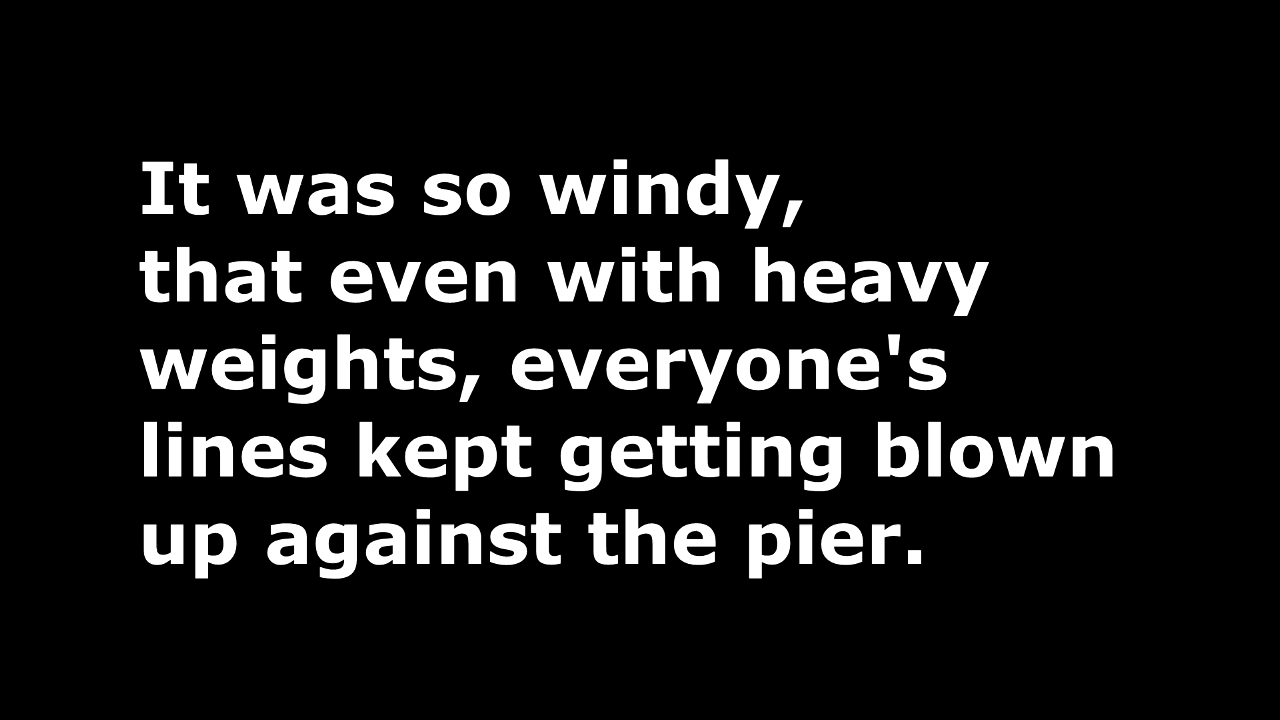 It was so windy,
that even with heavy
weights, everyone's
lines kept getting blown
up against the pier.